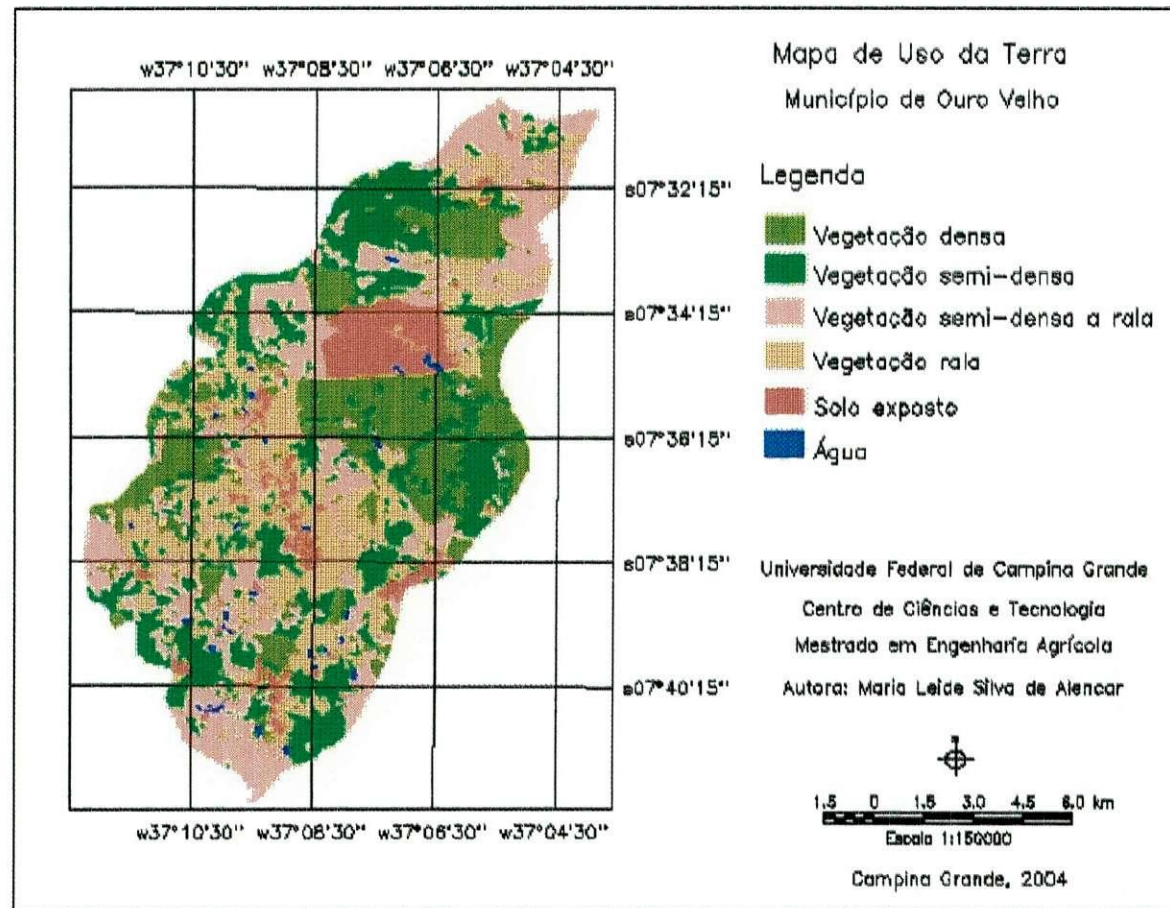 Mapa de Uso da Terra
Município de Ouro Velho
w37°10'30" w37°08'30" w37°06'30" w37°04'30"
s07°32'15"
s07°34'15"
s07°36'15"
s07°38'15"
s07°40'15"
w37°10'30" w37°08'30" w37°06'30" w37°04'30"
Legenda
Vegetação densa
Vegetação semi-densa
Vegetação semi-densa a rala
Vegetação rala
Solo exposto
Água
Universidade Federal de Campina Grande
Centro de Ciências e Tecnologia
Mestrado em Engenharia Agrícola
Autora: Maria Leide Silva de Alencar
1.5 0 1.5 3.0 4.5 6.0 km
Escala 1:150000
Campina Grande, 2004